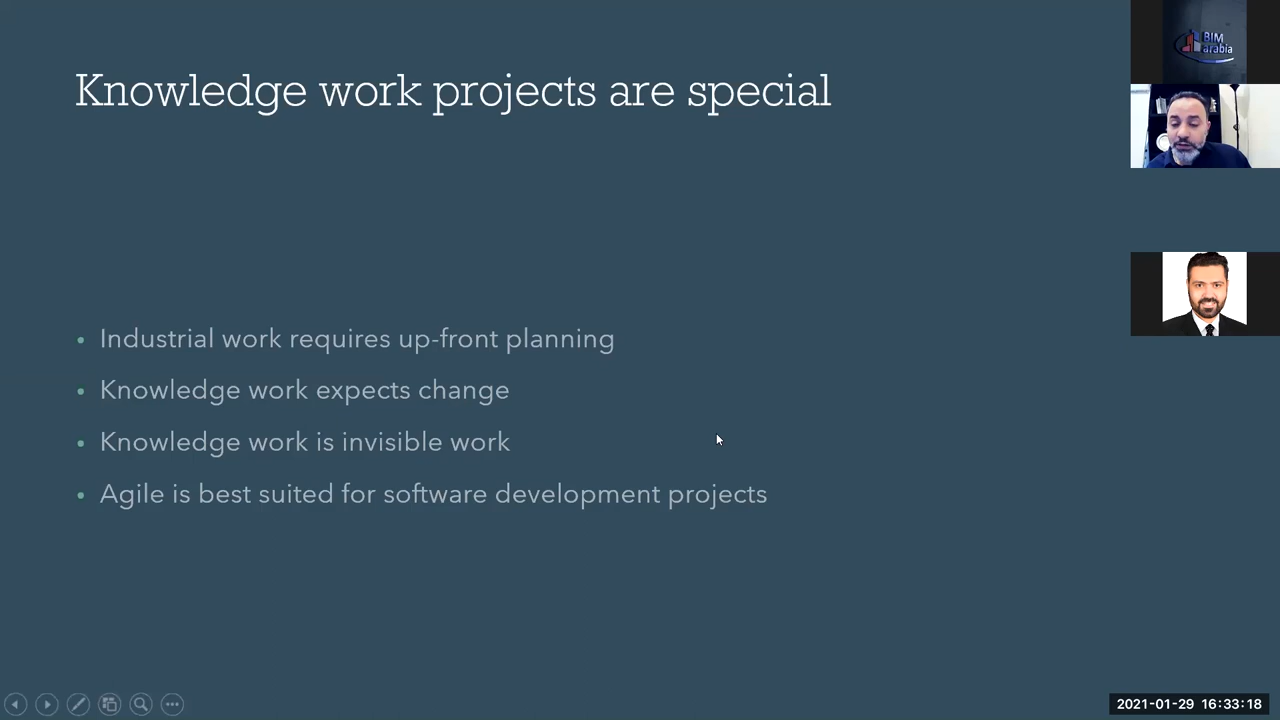 Knowledge work projects are special
BIM
arabia
• Industrial work requires up-front planning
• Knowledge work expects change
• Knowledge work is invisible work
• Agile is best suited for software development projects
2021-01-29 16:33:18